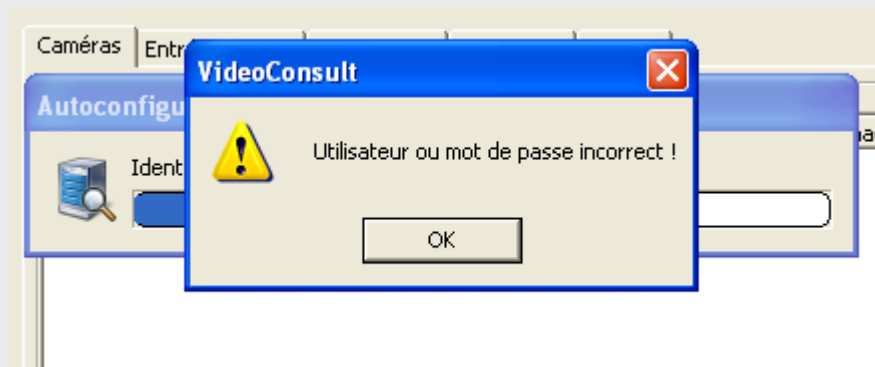 Caméras
VideoConsult
Utilisateur ou mot de passe incorrect !
OK